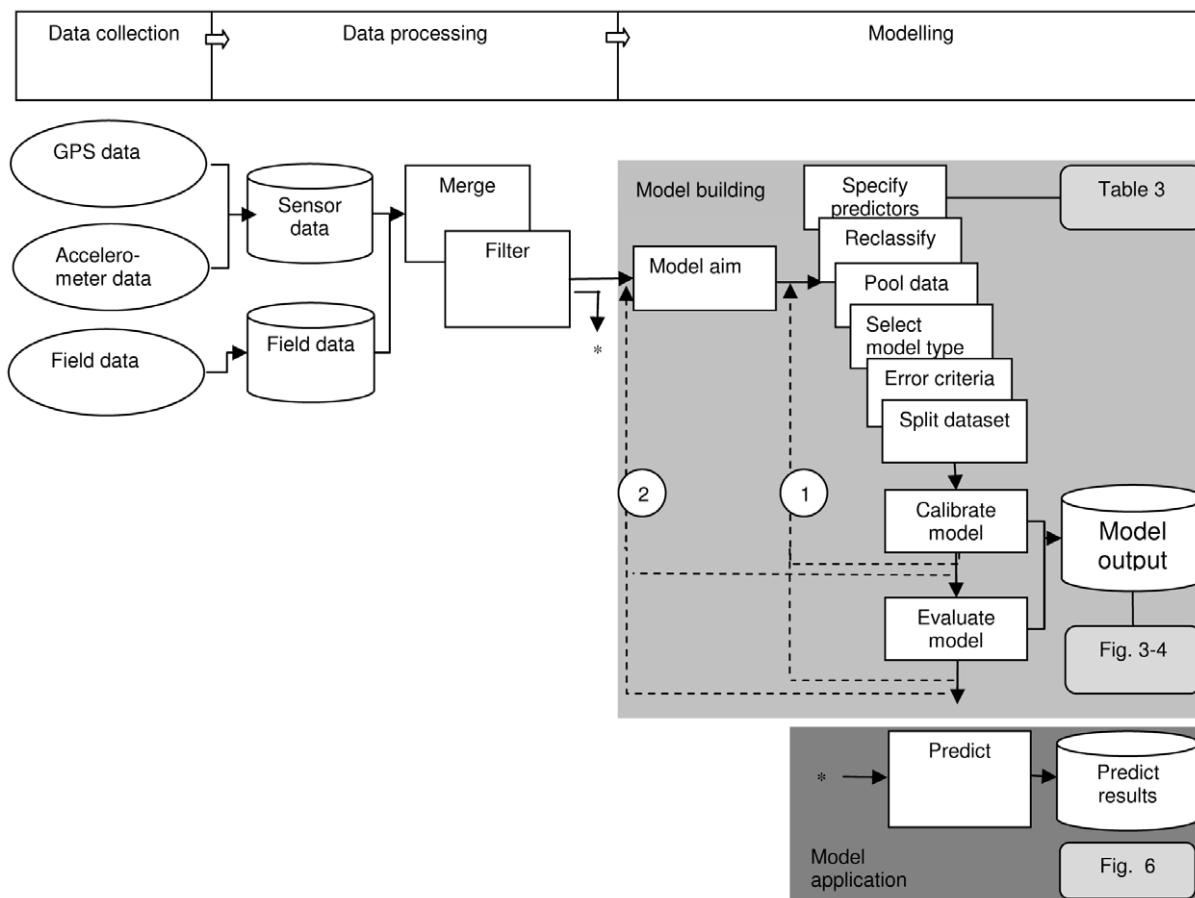 Data collection
Data processing
Modelling
GPS data
Accelero-
meter data
Field data
Sensor
data
Field data
Merge
Filter
*
Model building
Model aim
Specify
predictors
Reclassify
Pool data
Select
model type
Error criteria
Split dataset
Table 3
2
1
Calibrate
model
Model
output
Evaluate
model
Fig. 3-4
*
Predict
Predict
results
Model
application
Fig. 6